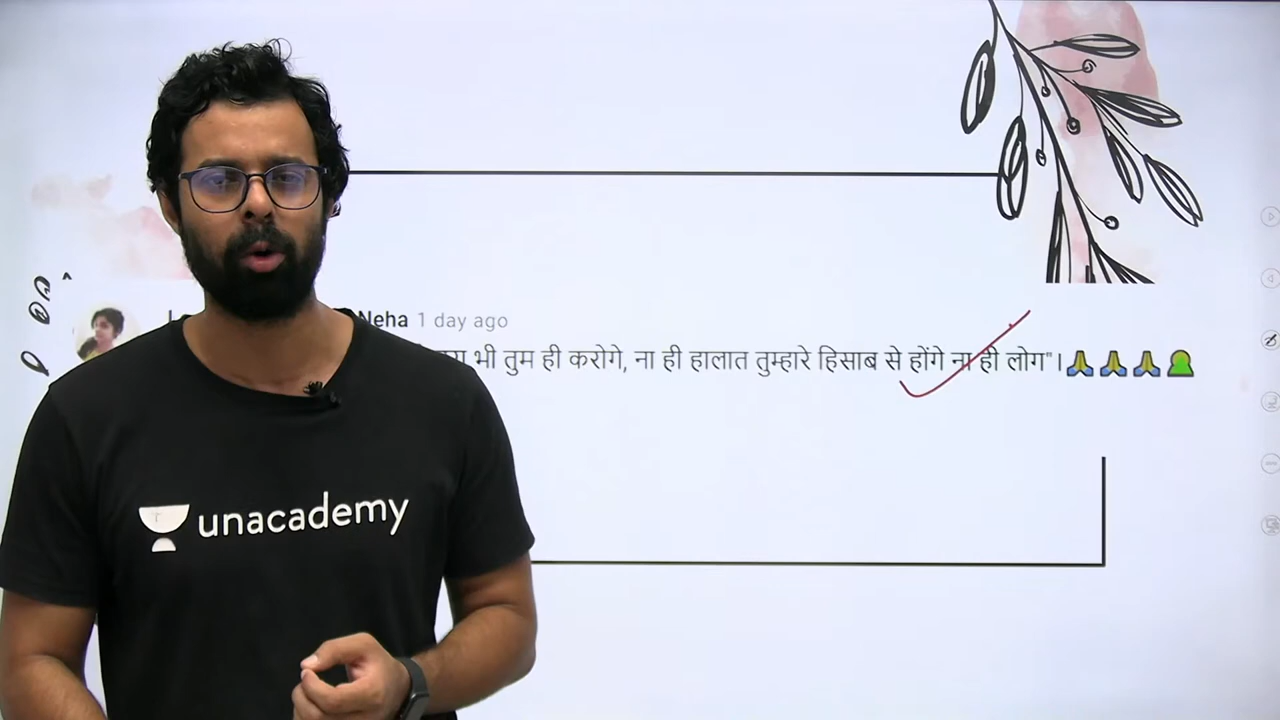 Neha 1 day ago
भी तुम ही करोगे, ना ही हालात तुम्हारे हिसाब से होंगे ना ही लोग"।
unacademy